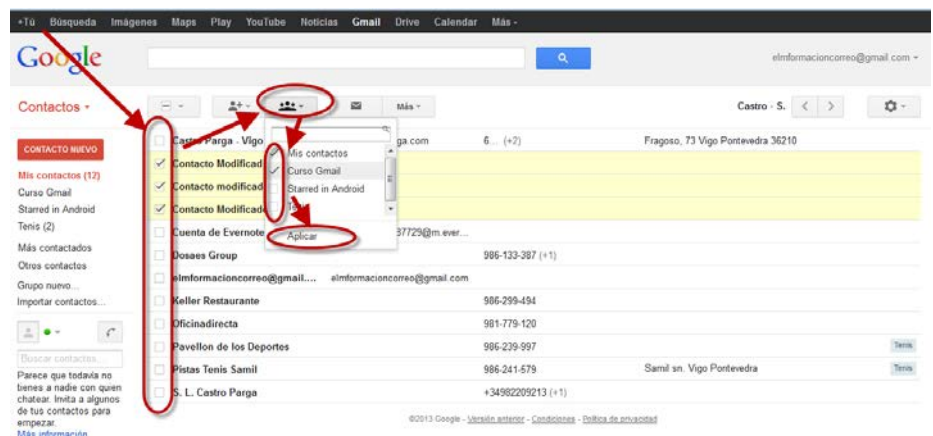 +Tú Búsqueda Imágenes Maps Play YouTube Noticias Gmail Drive Calendar Más
Google
elmformacioncorreo@gmail.com
Contactos
Más
Castro - S.
CONTACTO NUEVO
Mis contactos (12)
Curso Gmail
Starred in Android
Tenis (2)
Más contactados
Otros contactos
Grupo nuevo...
Importar contactos...
Buscar contactos...
Parece que todavía no
tienes a nadie con quien
chatear. Invita a algunos
de tus contactos para
empezar.
Más información
Castro Parga - Vigo ga.com 6... (+2) Fragoso, 73 Vigo Pontevedra 36210
Contacto Modificad
Contacto modificad
Contacto Modificad
Cuenta de Evernote 37729@m.ever...
Dosaes Group 986-133-387 (+1)
elmformacioncorreo@gmail.... elmformacioncorreo@gmail.com
Keller Restaurante 986-299-494
Oficinadirecta 981-779-120
Pavellon de los Deportes 986-239-997 Tenis
Pistas Tenis Samil 986-241-579 Samil sn. Vigo Pontevedra Tenis
S. L. Castro Parga +34982209213 (+1)
Mis contactos
Curso Gmail
Starred in Android
Aplicar
©2013 Google - Versión anterior - Condiciones - Política de privacidad